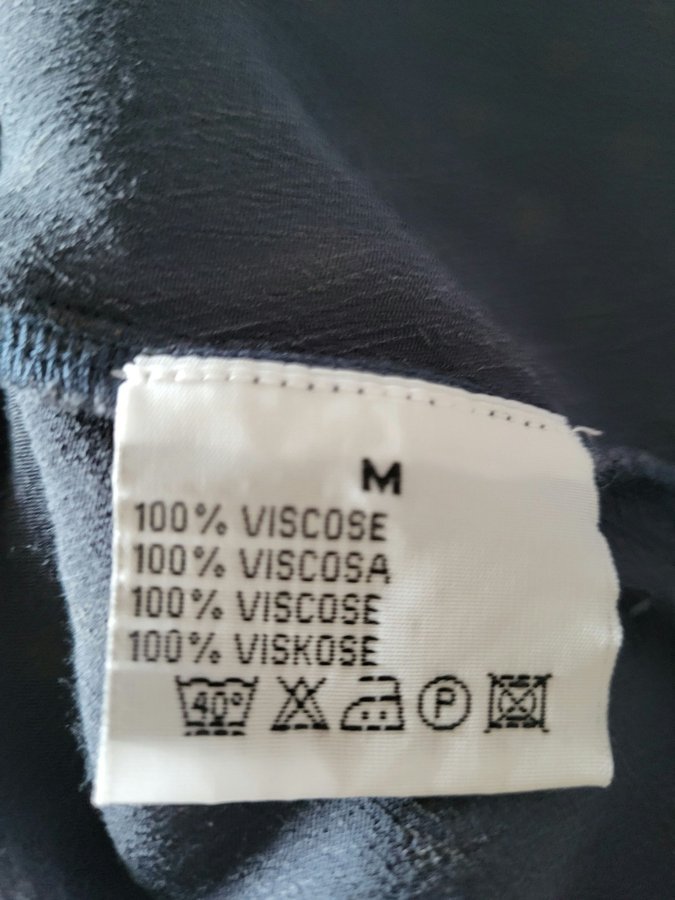 M
100% VISCOSE
100% VISCOSA
100% VISCOSE
100% VISKOSE
40° P